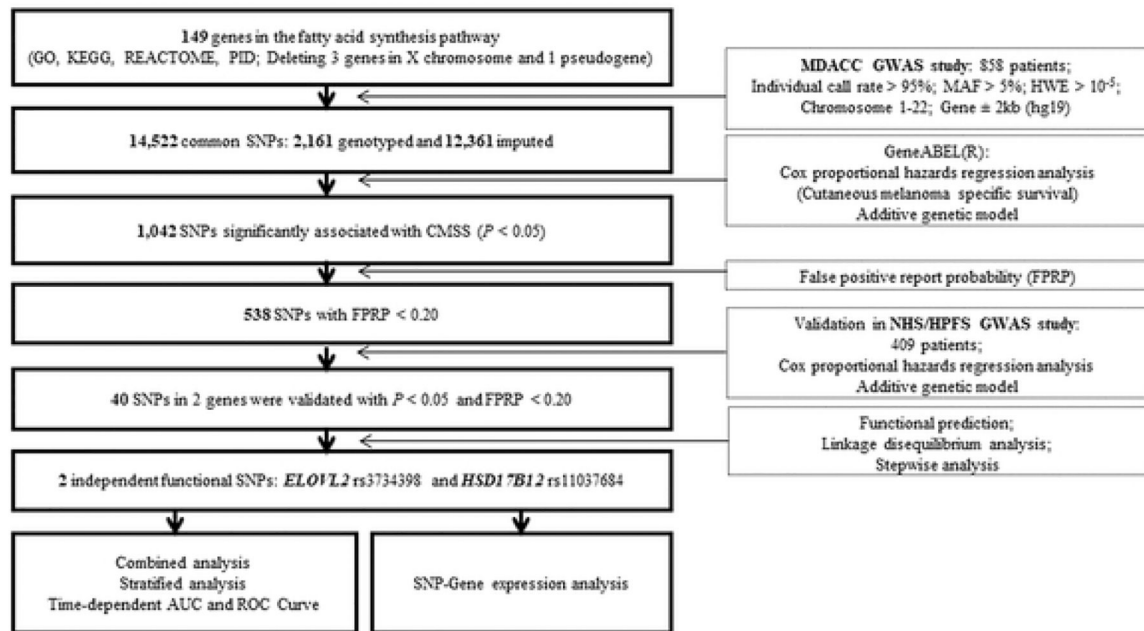 149 genes in the fatty acid synthesis pathway
(GO, KEGG, REACTOME, PID; Deleting 3 genes in X chromosome and 1 pseudogene)
MDACC GWAS study: 858 patients;
Individual call rate > 95%; MAF > 5%; HWE > 10⁻⁵;
Chromosome 1-22; Gene ± 2kb (hg19)
14,522 common SNPs: 2,161 genotyped and 12,361 imputed
GeneABEL(R):
Cox proportional hazards regression analysis
(Cutaneous melanoma specific survival)
Additive genetic model
1,042 SNPs significantly associated with CMSS (P < 0.05)
False positive report probability (FPRP)
538 SNPs with FPRP < 0.20
Validation in NHS/HPFS GWAS study:
409 patients;
Cox proportional hazards regression analysis
Additive genetic model
40 SNPs in 2 genes were validated with P < 0.05 and FPRP < 0.20
Functional prediction;
Linkage disequilibrium analysis;
Stepwise analysis
2 independent functional SNPs: ELOVL2 rs3734398 and HSD17B12 rs11037684
Combined analysis
Stratified analysis
Time-dependent AUC and ROC Curve
SNP-Gene expression analysis